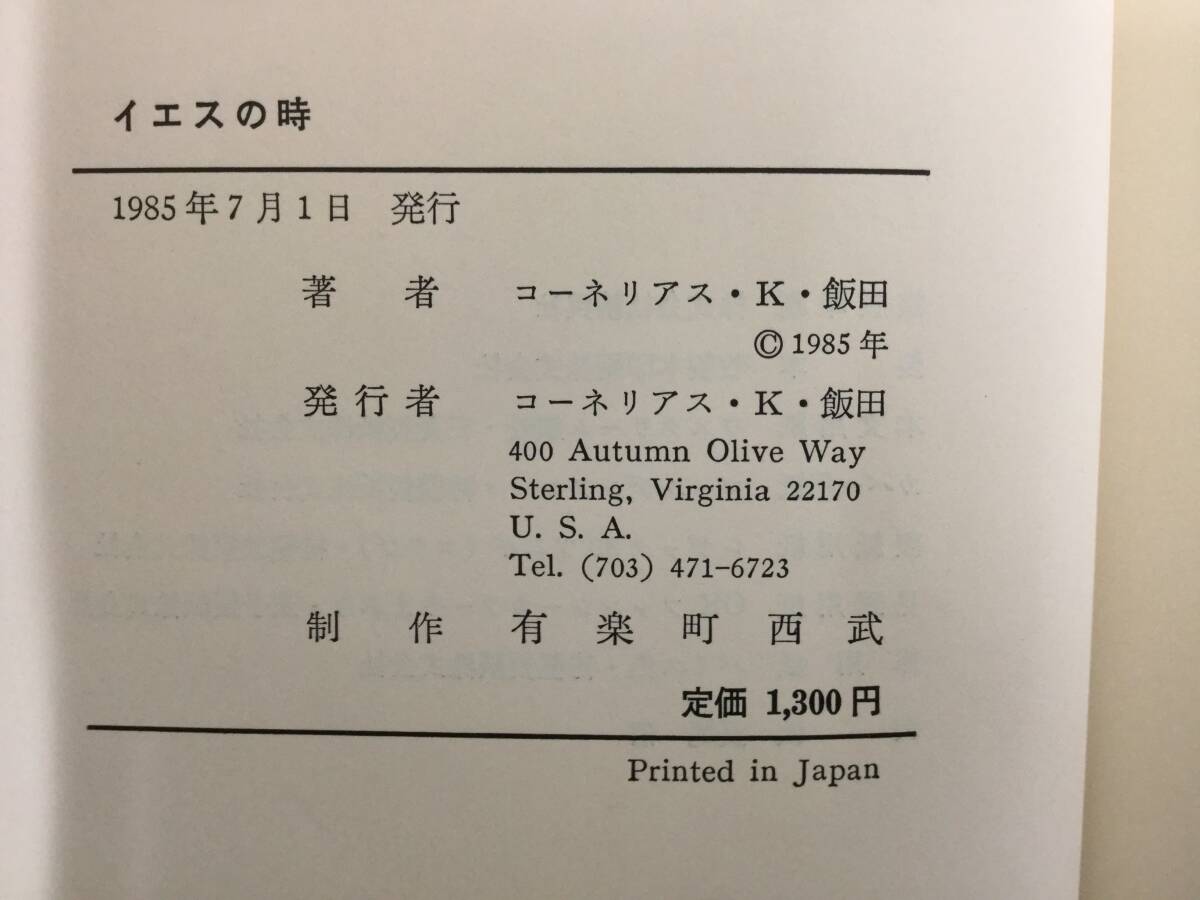 イエスの時
1985年7月1日 発行
著者 コーネリアス・K・飯田
© 1985年
発行者 コーネリアス・K・飯田
400 Autumn Olive Way
Sterling, Virginia 22170
U. S. A.
Tel. (703) 471-6723
制作 有楽町西武
定価 1,300円
Printed in Japan